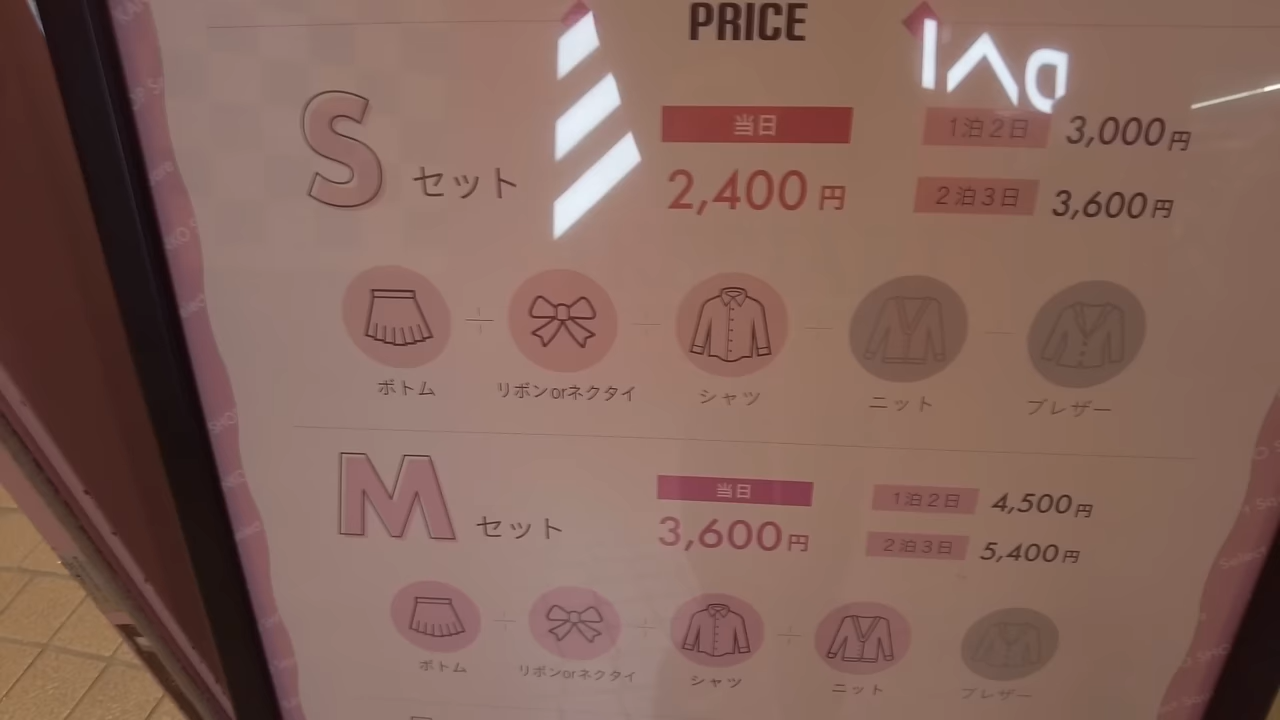 PRICE
S セット
当日
2,400円
1泊2日 3,000円
2泊3日 3,600円
ボトム
リボンorネクタイ
シャツ
ニット
ブレザー
M セット
当日
3,600円
1泊2日 4,500円
2泊3日 5,400円
ボトム
リボンorネクタイ
シャツ
ニット
ブレザー